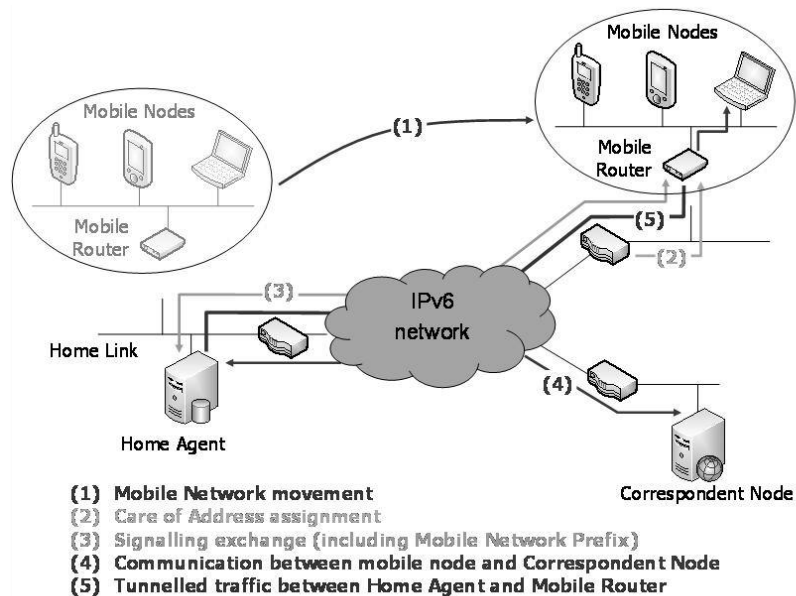 Mobile Nodes
Mobile
Router
Mobile Nodes
Mobile
Router
(1)
(5)
(2)
(3)
IPv6
network
Home Link
(4)
Home Agent
Correspondent Node
(1) Mobile Network movement
(2) Care of Address assignment
(3) Signalling exchange (including Mobile Network Prefix)
(4) Communication between mobile node and Correspondent Node
(5) Tunnelled traffic between Home Agent and Mobile Router